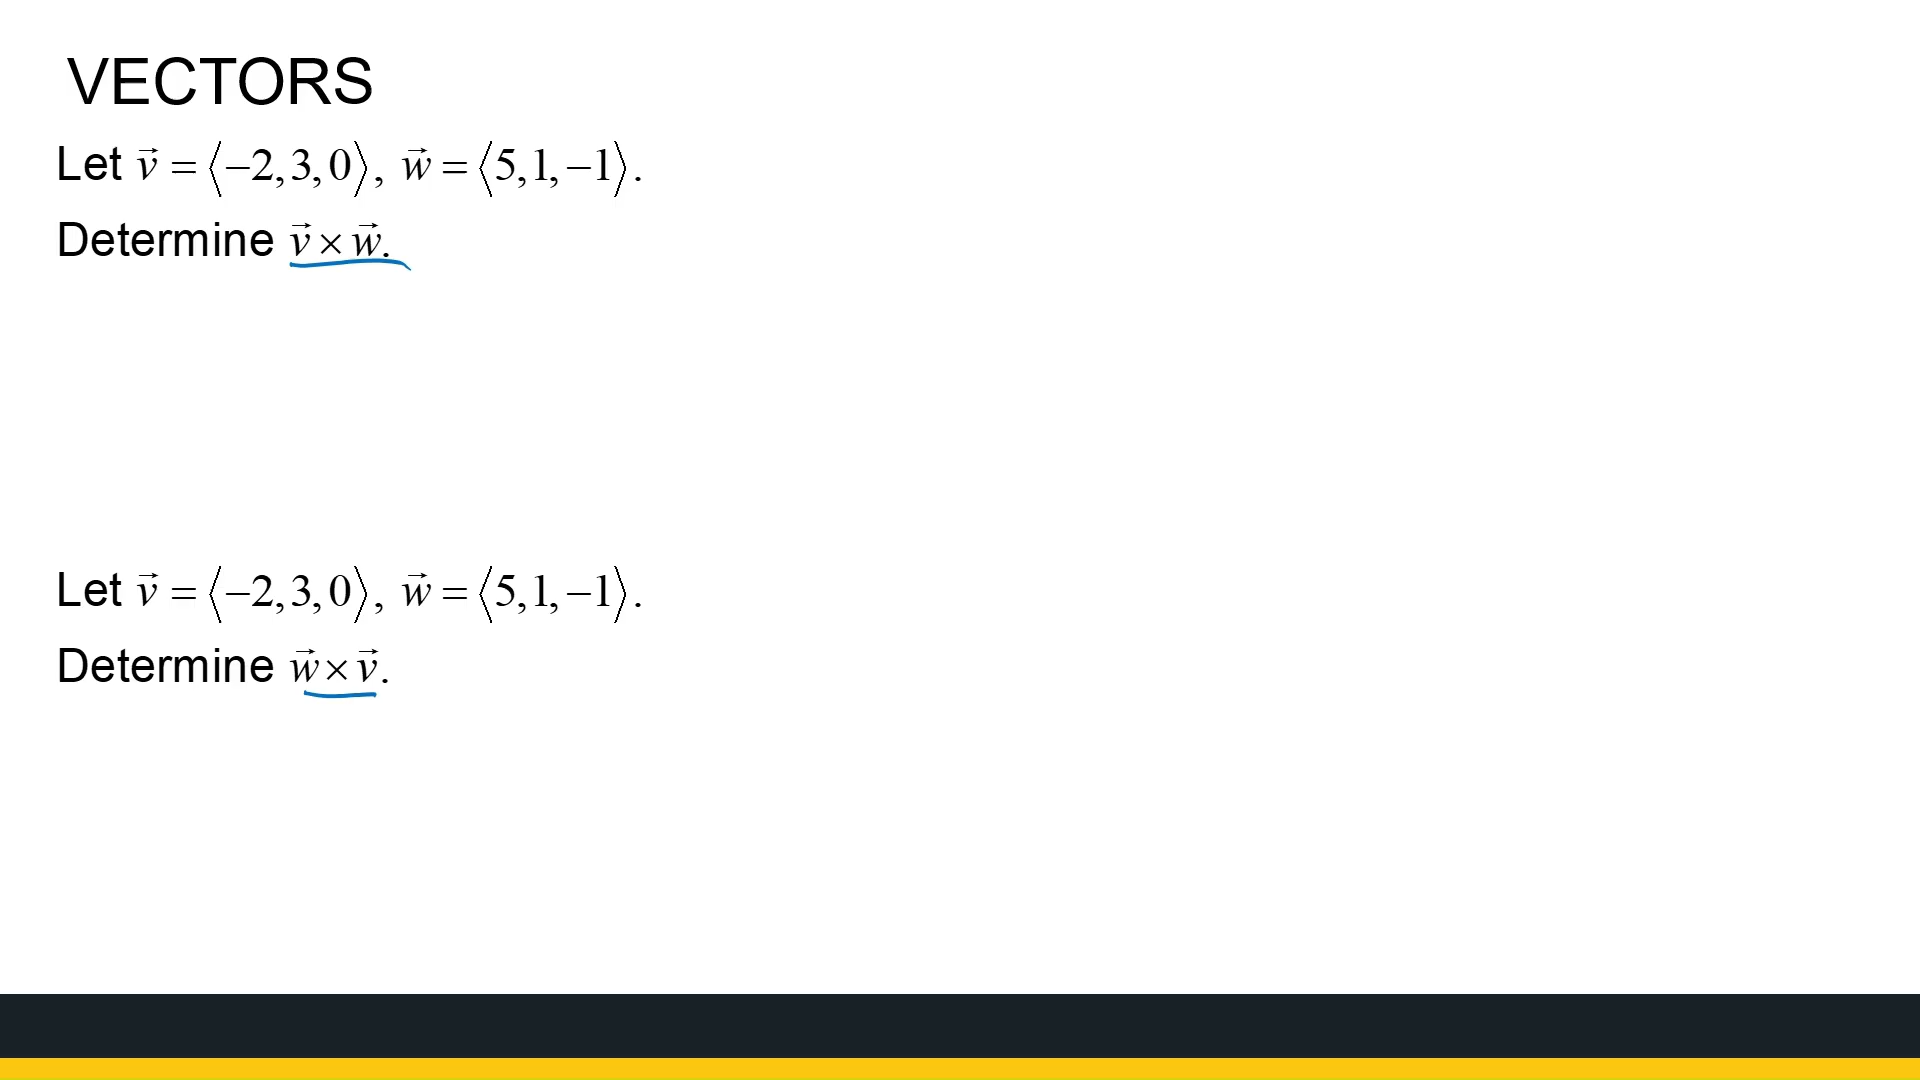 VECTORS
Let v⃗ = ⟨−2, 3, 0⟩, w⃗ = ⟨5, 1, −1⟩.
Determine v⃗ × w⃗.
Let v⃗ = ⟨−2, 3, 0⟩, w⃗ = ⟨5, 1, −1⟩.
Determine w⃗ × v⃗.